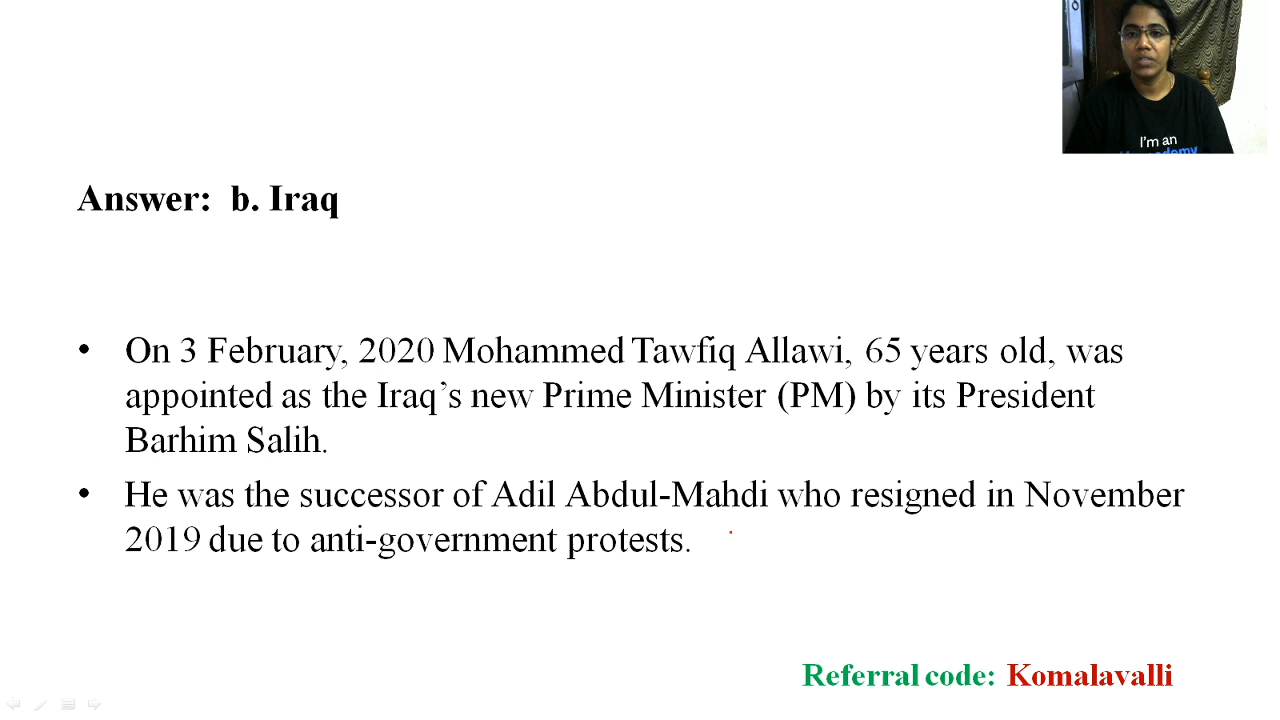 I'm an
Answer: b. Iraq
• On 3 February, 2020 Mohammed Tawfiq Allawi, 65 years old, was
appointed as the Iraq's new Prime Minister (PM) by its President
Barhim Salih.
• He was the successor of Adil Abdul-Mahdi who resigned in November
2019 due to anti-government protests.
Referral code: Komalavalli